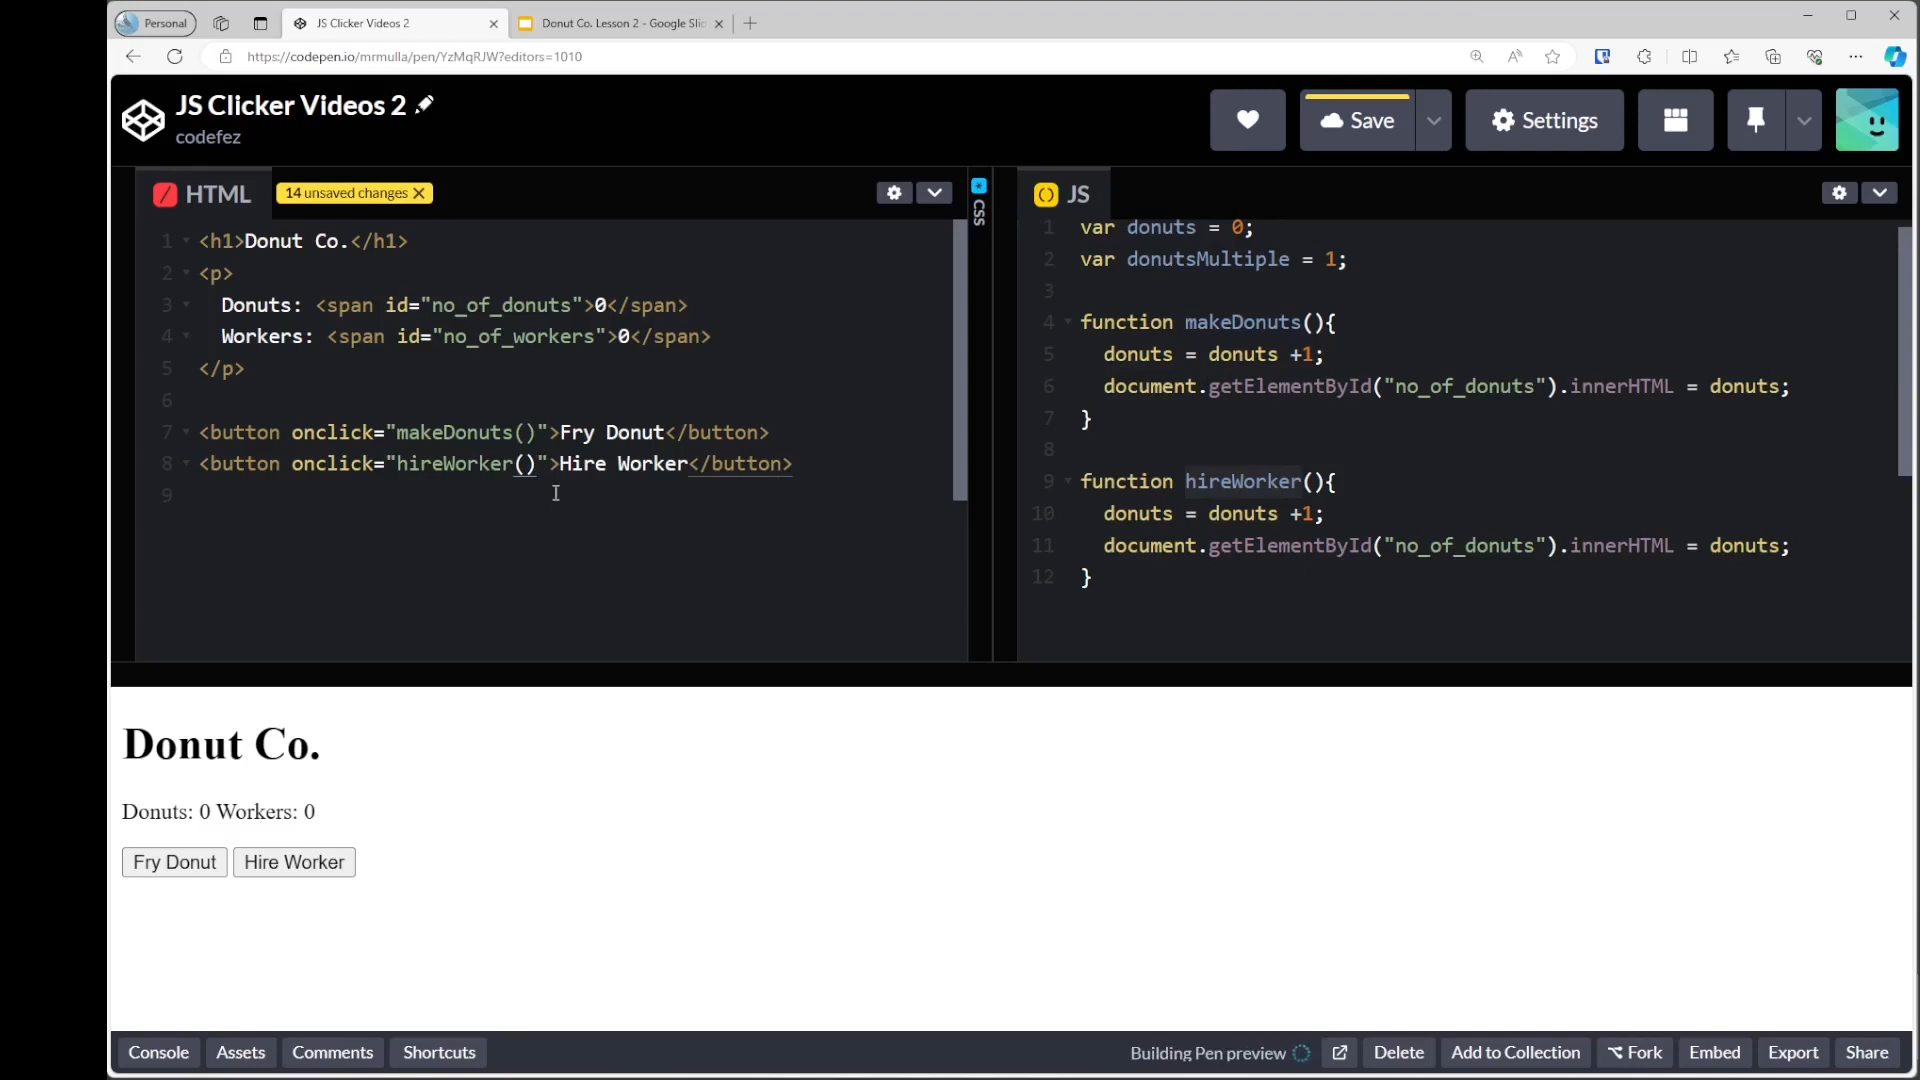 Personal
JS Clicker Videos 2
Donut Co. Lesson 2 - Google Slid
https://codepen.io/mrmulla/pen/YzMqRJW?editors=1010
JS Clicker Videos 2
codefez
Save
Settings
HTML
14 unsaved changes
1 <h1>Donut Co.</h1>
2 <p>
3 Donuts: <span id="no_of_donuts">0</span>
4 Workers: <span id="no_of_workers">0</span>
5 </p>
6
7 <button onclick="makeDonuts()">Fry Donut</button>
8 <button onclick="hireWorker()">Hire Worker</button>
9
CSS
JS
1 var donuts = 0;
2 var donutsMultiple = 1;
3
4 function makeDonuts(){
5 donuts = donuts +1;
6 document.getElementById("no_of_donuts").innerHTML = donuts;
7 }
8
9 function hireWorker(){
10 donuts = donuts +1;
11 document.getElementById("no_of_donuts").innerHTML = donuts;
12 }
Donut Co.
Donuts: 0 Workers: 0
Fry Donut Hire Worker
Console Assets Comments Shortcuts Building Pen preview Delete Add to Collection Fork Embed Export Share